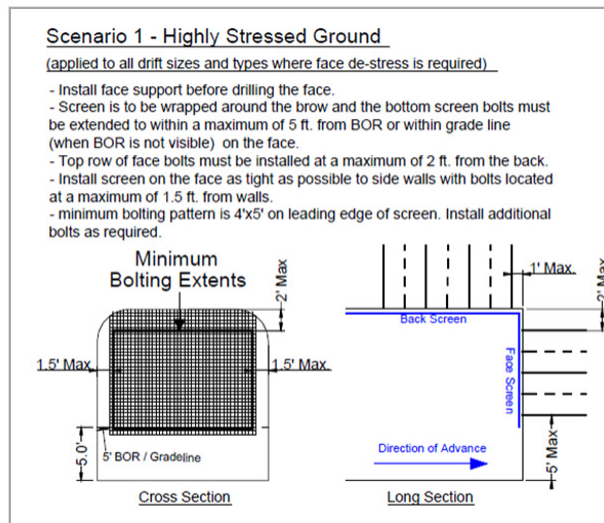 Scenario 1 - Highly Stressed Ground
(applied to all drift sizes and types where face de-stress is required)
- Install face support before drilling the face.
- Screen is to be wrapped around the brow and the bottom screen bolts must
be extended to within a maximum of 5 ft. from BOR or within grade line
(when BOR is not visible) on the face.
- Top row of face bolts must be installed at a maximum of 2 ft. from the back.
- Install screen on the face as tight as possible to side walls with bolts located
at a maximum of 1.5 ft. from walls.
- minimum bolting pattern is 4'x5' on leading edge of screen. Install additional
bolts as required.
Minimum
Bolting Extents
2' Max
1.5' Max
1.5' Max
5.0'
5' BOR / Gradeline
Cross Section
1' Max.
2' Max
Back Screen
Face Screen
Direction of Advance
5' Max
Long Section